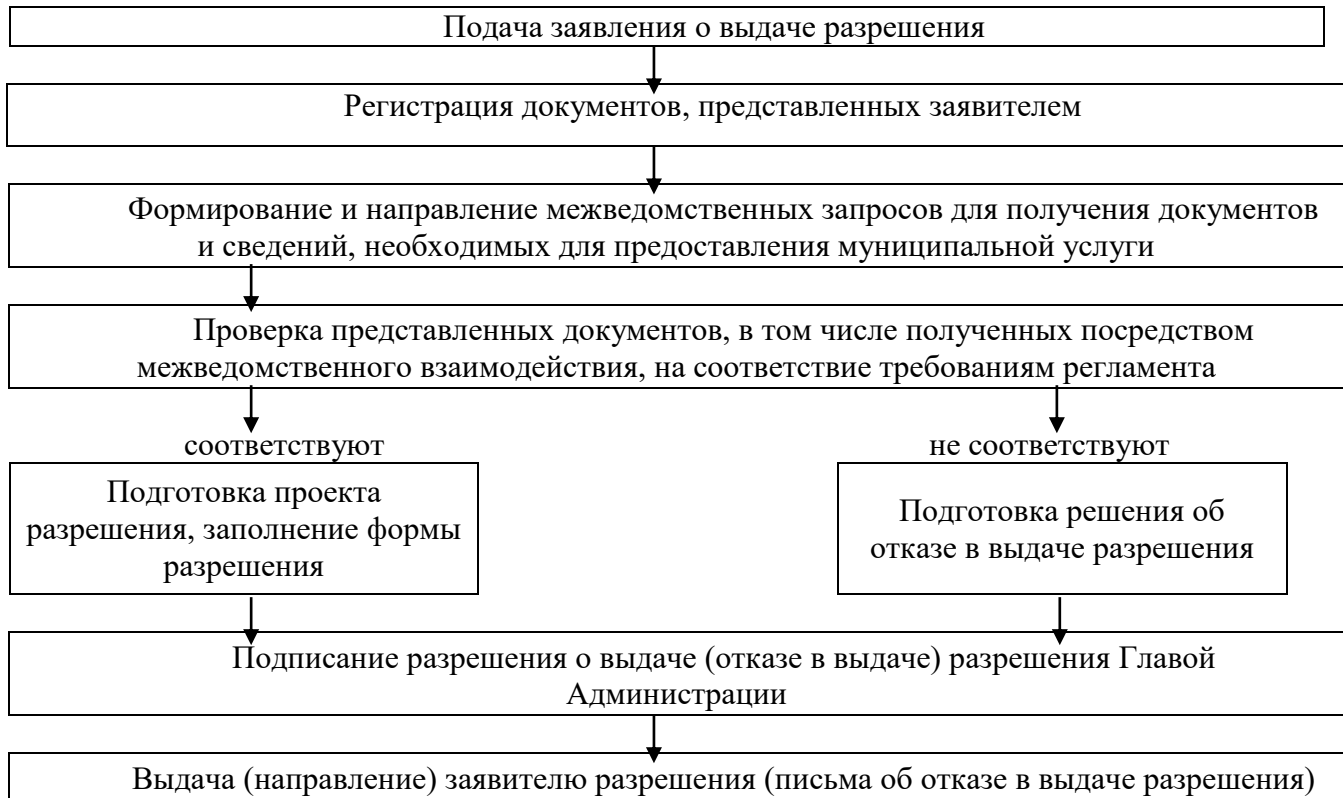 Подача заявления о выдаче разрешения
Регистрация документов, представленных заявителем
Формирование и направление межведомственных запросов для получения документов
и сведений, необходимых для предоставления муниципальной услуги
Проверка представленных документов, в том числе полученных посредством
межведомственного взаимодействия, на соответствие требованиям регламента
соответствуют
не соответствуют
Подготовка проекта
разрешения, заполнение формы
разрешения
Подготовка решения об
отказе в выдаче разрешения
Подписание разрешения о выдаче (отказе в выдаче) разрешения Главой
Администрации
Выдача (направление) заявителю разрешения (письма об отказе в выдаче разрешения)